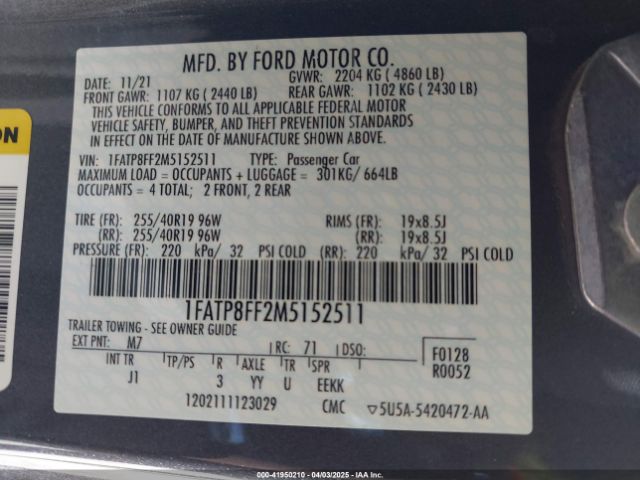 MFD. BY FORD MOTOR CO.
DATE: 11/21 GVWR: 2204 KG ( 4860 LB)
FRONT GAWR: 1107 KG ( 2440 LB) REAR GAWR: 1102 KG ( 2430 LB)
THIS VEHICLE CONFORMS TO ALL APPLICABLE FEDERAL MOTOR
VEHICLE SAFETY, BUMPER, AND THEFT PREVENTION STANDARDS
IN EFFECT ON THE DATE OF MANUFACTURE SHOWN ABOVE.
VIN: 1FATP8FF2M5152511 TYPE: Passenger Car
MAXIMUM LOAD = OCCUPANTS + LUGGAGE = 301KG/ 664LB
OCCUPANTS = 4 TOTAL; 2 FRONT, 2 REAR
TIRE (FR): 255/40R19 96W RIMS (FR): 19x8.5J
(RR): 255/40R19 96W (RR): 19x8.5J
PRESSURE (FR): 220 kPa/ 32 PSI COLD (RR): 220 kPa/ 32 PSI COLD
1FATP8FF2M5152511
TRAILER TOWING - SEE OWNER GUIDE
EXT PNT: M7 RC: 71 DSO: F0128
INT TR TP/PS R AXLE TR SPR R0052
J1 3 YY U EEKK
1202111123029 CMC ▽5U5A-5420472-AA
ON
Copyright © 41950210 - 04/03/2025 - IAA, Inc.